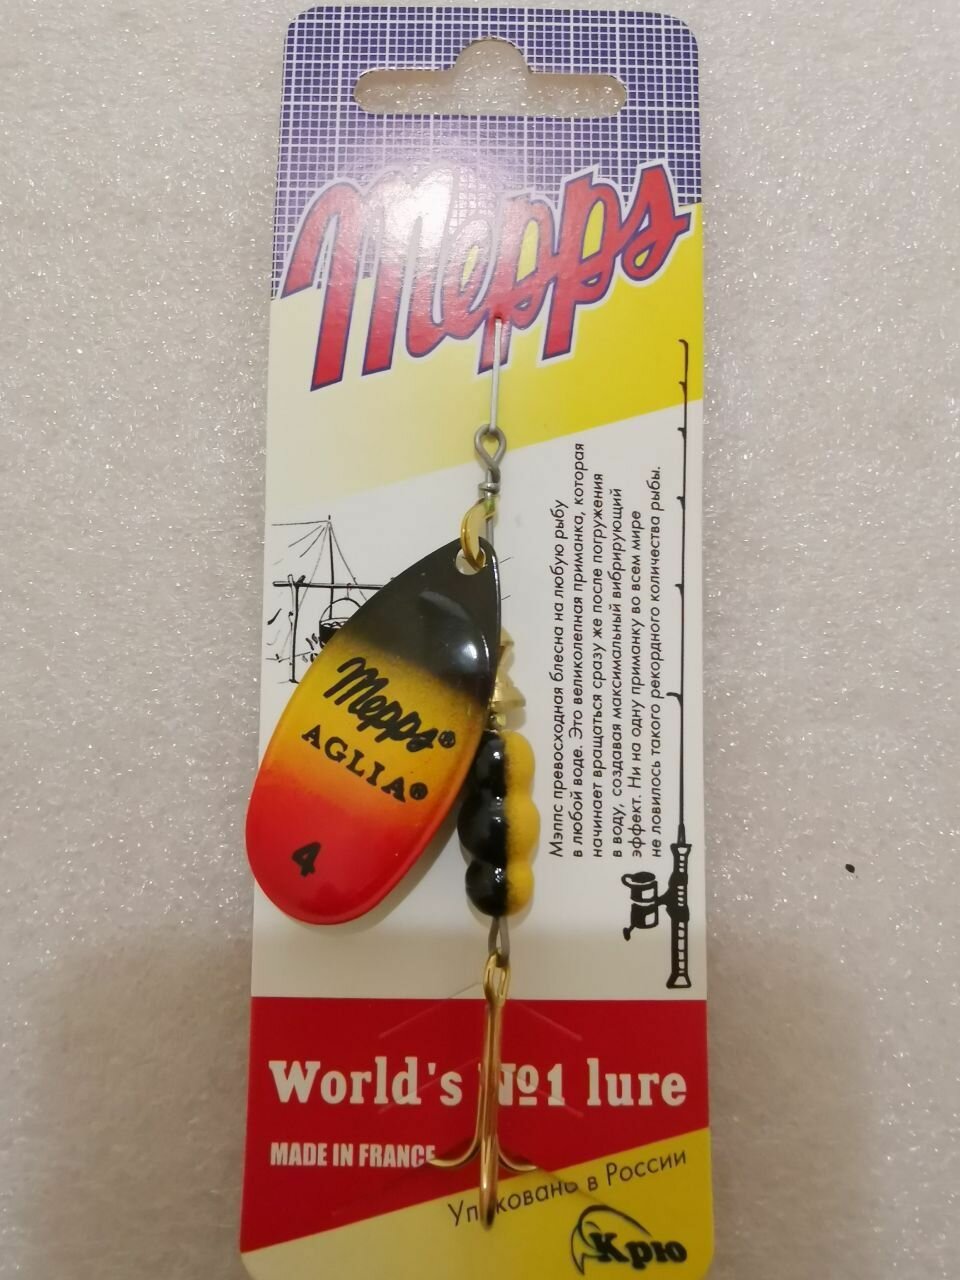 Mepps
Мэппс превосходная блесна на любую рыбу
в любой воде. Это великолепная приманка, которая
начинает вращаться сразу же после погружения
в воду, создавая максимальный вибрирующий
эффект. Ни на одну приманку во всем мире
не ловилось такого рекордного количества рыбы.
Mepps®
AGLIA®
4
World's №1 lure
MADE IN FRANCE
Упаковано в России
Крю